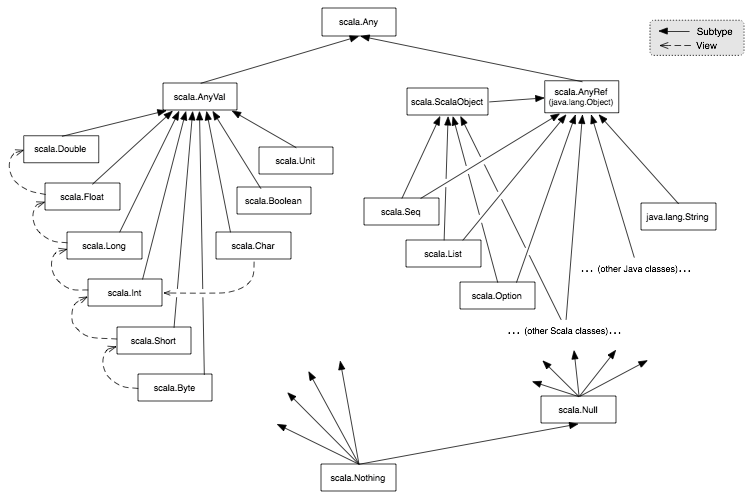 scala.Any
Subtype
View
scala.AnyVal
scala.ScalaObject
scala.AnyRef
(java.lang.Object)
scala.Double
scala.Unit
scala.Float
scala.Boolean
scala.Seq
java.lang.String
scala.Long
scala.Char
scala.List
... (other Java classes)...
scala.Int
scala.Option
... (other Scala classes)...
scala.Short
scala.Byte
scala.Null
scala.Nothing